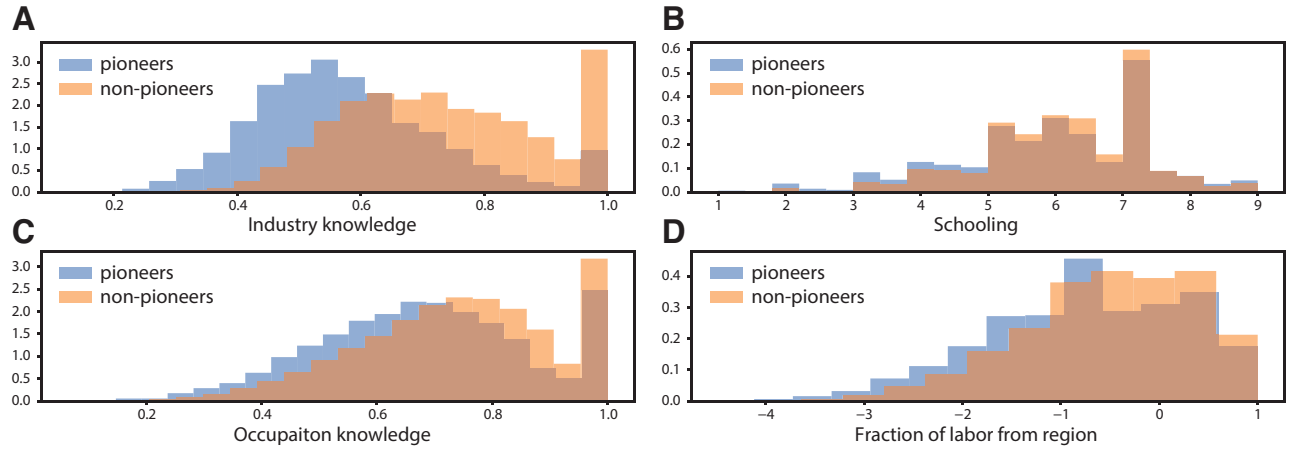 A
pioneers
non-pioneers
3.0
2.5
2.0
1.5
1.0
0.5
0.0
0.2 0.4 0.6 0.8 1.0
Industry knowledge
B
pioneers
non-pioneers
0.6
0.5
0.4
0.3
0.2
0.1
0.0
1 2 3 4 5 6 7 8 9
Schooling
C
pioneers
non-pioneers
3.0
2.5
2.0
1.5
1.0
0.5
0.0
0.2 0.4 0.6 0.8 1.0
Occupaiton knowledge
D
pioneers
non-pioneers
0.4
0.3
0.2
0.1
0.0
−4 −3 −2 −1 0 1
Fraction of labor from region